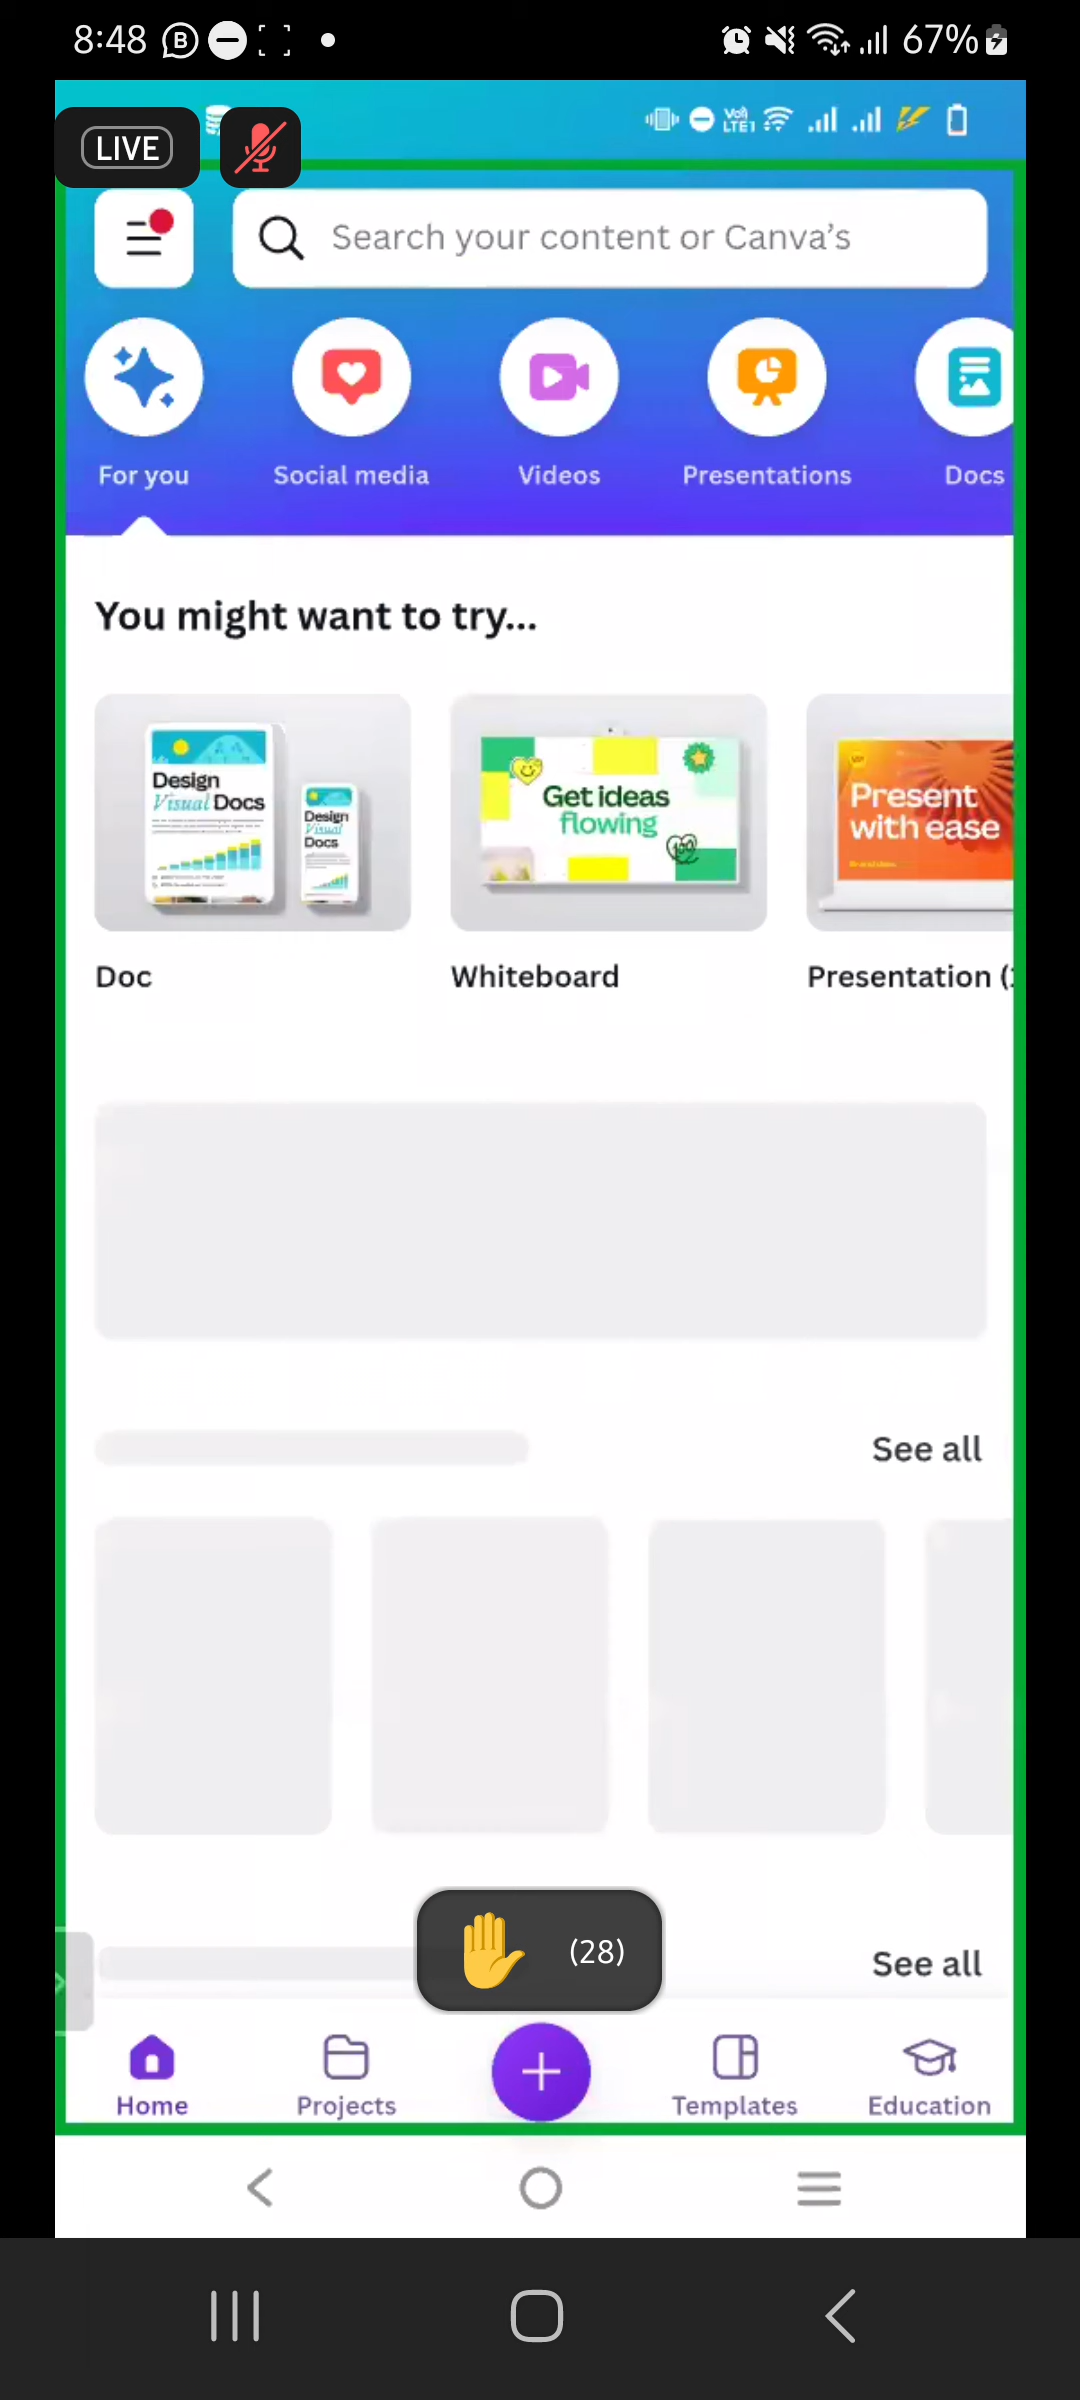 8:48
67%
LIVE
Search your content or Canva's
For you
Social media
Videos
Presentations
Docs
You might want to try...
Design
Visual Docs
Design
Visual
Docs
Get ideas
flowing
Present
with ease
Doc
Whiteboard
Presentation (
See all
(28)
See all
Home
Projects
Templates
Education